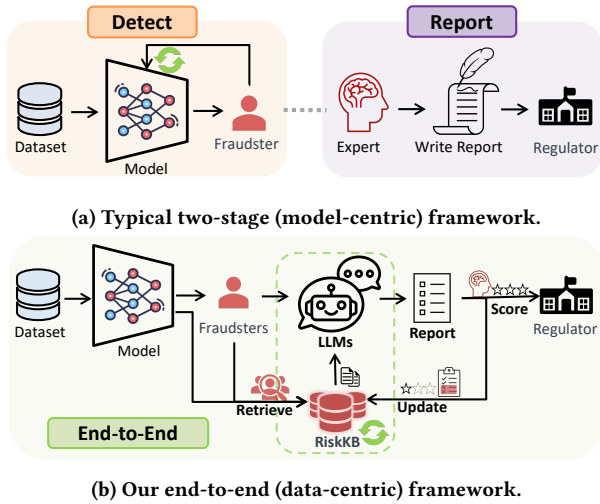 Detect
Report
Dataset
Model
Fraudster
Expert
Write Report
Regulator
(a) Typical two-stage (model-centric) framework.
Dataset
Model
Fraudsters
LLMs
Report
Score
Regulator
Retrieve
Update
RiskKB
End-to-End
(b) Our end-to-end (data-centric) framework.